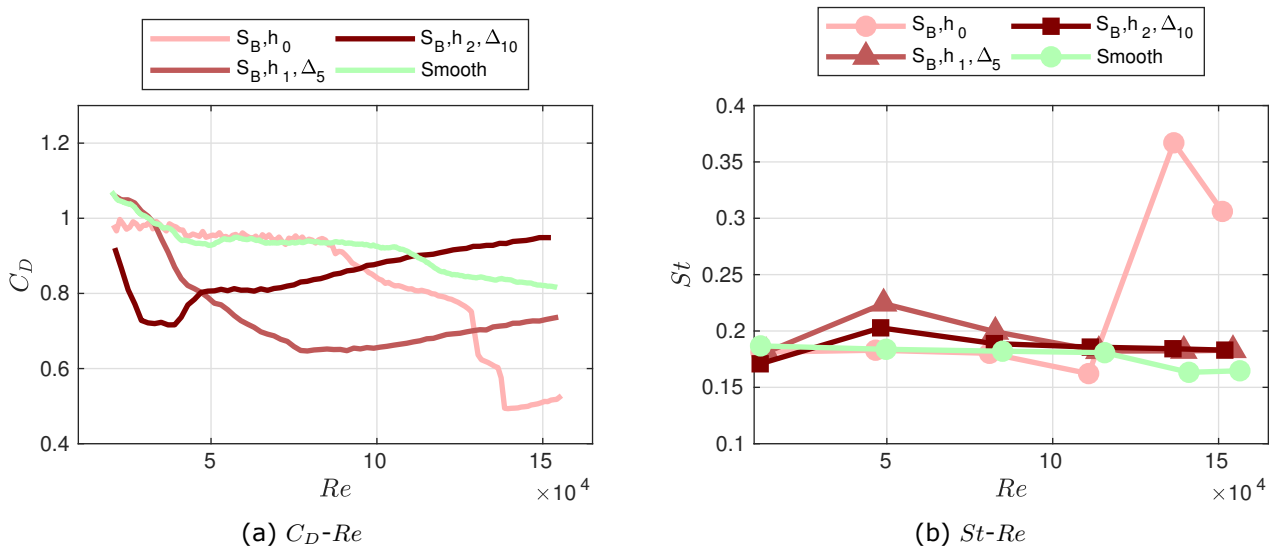 S_B,h_0
S_B,h_2,Δ_10
S_B,h_1,Δ_5
Smooth
1.2
1
0.8
0.6
0.4
C_D
5
10
15
×10^4
Re
(a) C_D-Re
S_B,h_0
S_B,h_2,Δ_10
S_B,h_1,Δ_5
Smooth
0.4
0.35
0.3
0.25
0.2
0.15
0.1
St
5
10
15
×10^4
Re
(b) St-Re